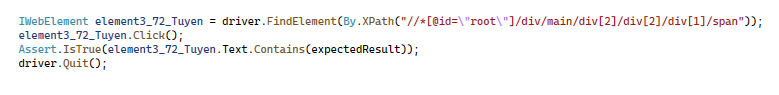 IWebElement element3_72_Tuyen = driver.FindElement(By.XPath("//*[@id=\"root\"]/div/main/div[2]/div[2]/div[1]/span"));
element3_72_Tuyen.Click();
Assert.IsTrue(element3_72_Tuyen.Text.Contains(expectedResult));
driver.Quit();